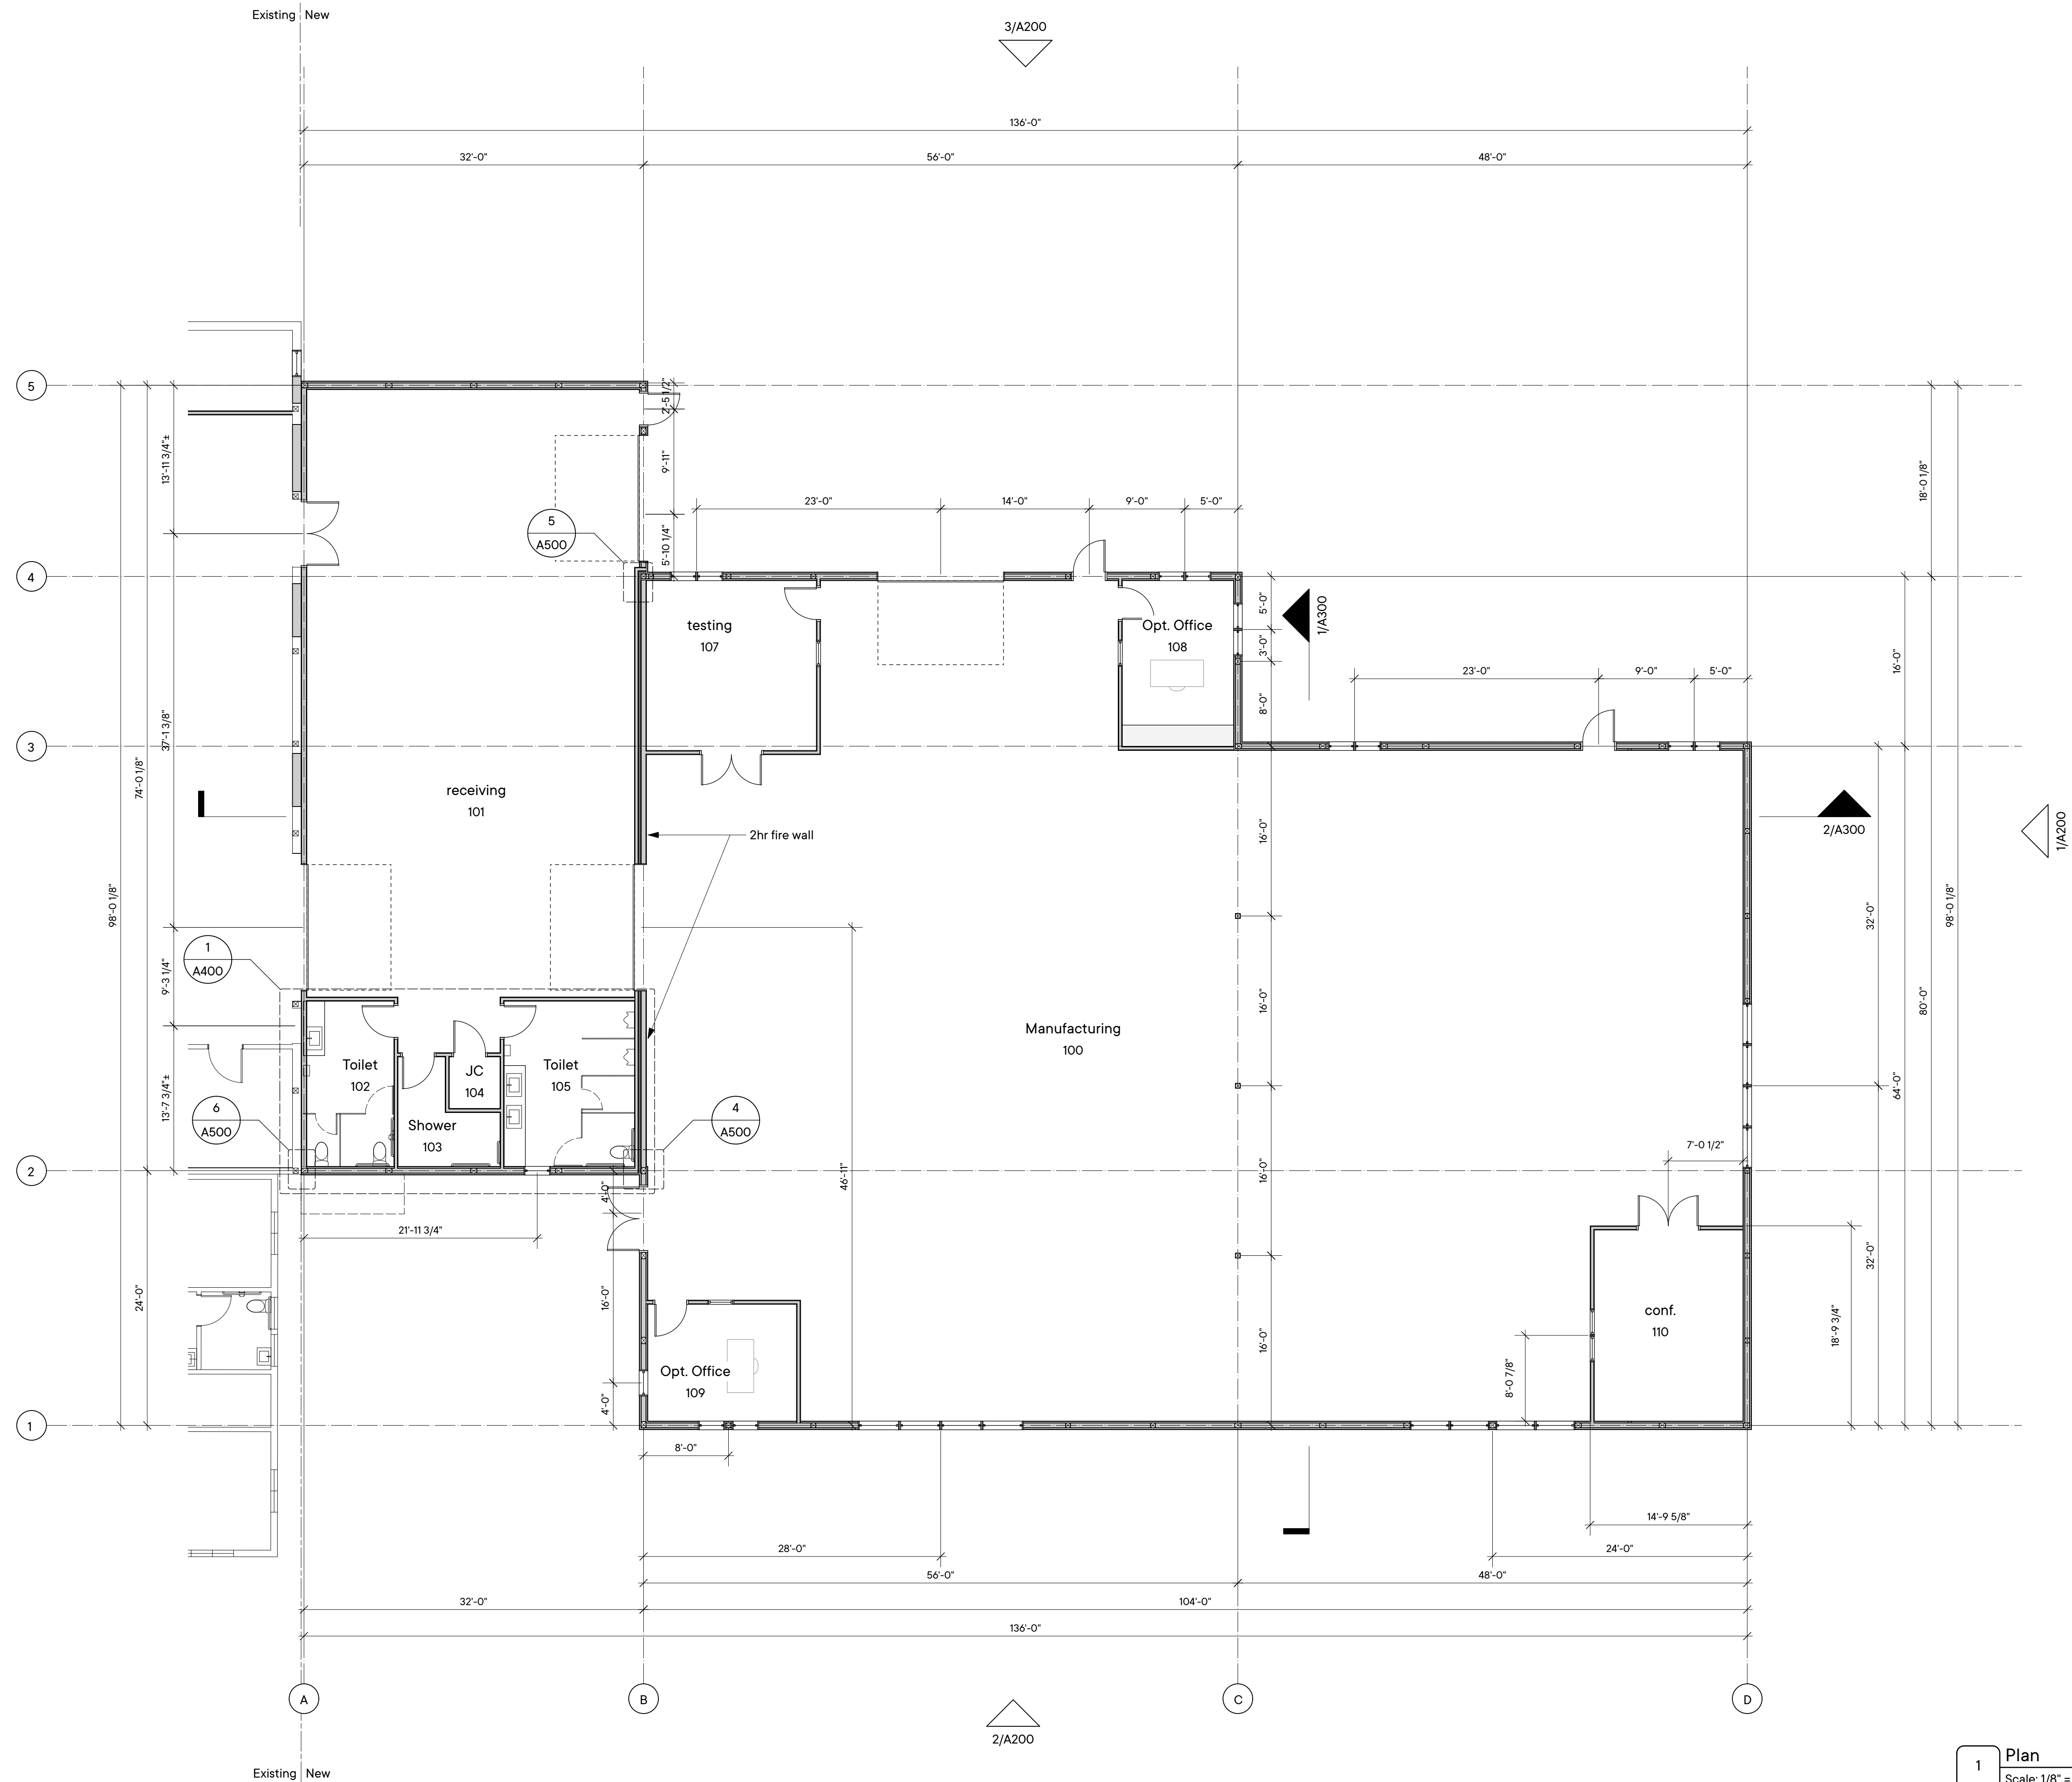 Existing New
3/A200
136'-0"
32'-0" 56'-0" 48'-0"
5
2'-5 1/2"
13'-11 3/4"±
9'-11"
18'-0 1/8"
23'-0" 14'-0" 9'-0" 5'-0"
5
A500
5'-10 1/4"
4
testing
107
Opt. Office
108
5'-0"
3'-0"
8'-0"
1/A300
23'-0" 9'-0" 5'-0"
16'-0"
3
37'-1 3/8"
74'-0 1/8"
98'-0 1/8"
receiving
101
2hr fire wall
16'-0"
2/A300
1/A200
32'-0"
98'-0 1/8"
1
A400
9'-3 1/4"
16'-0"
80'-0"
Manufacturing
100
Toilet
102
JC
104
Toilet
105
Shower
103
13'-7 3/4"±
6
A500
4
A500
64'-0"
7'-0 1/2"
2
46'-11"
16'-0"
4'-0"
21'-11 3/4"
24'-0"
16'-0"
32'-0"
18'-9 3/4"
conf.
110
16'-0"
8'-0 7/8"
Opt. Office
109
4'-0"
1
8'-0"
14'-9 5/8"
28'-0" 24'-0"
56'-0" 48'-0"
32'-0" 104'-0"
136'-0"
A B C D
2/A200
Existing New
1
Plan
Scale: 1/8" =